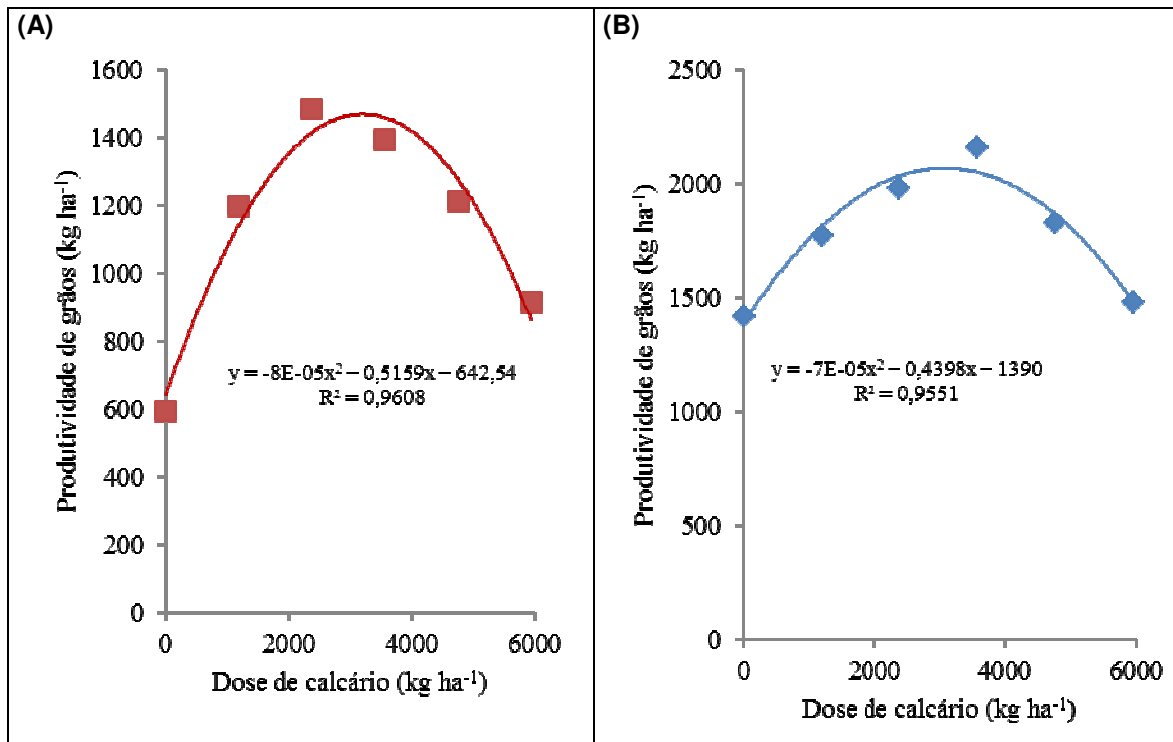 (A)
1600
1400
1200
1000
800
600
400
200
0
0 2000 4000 6000
Produtividade de grãos (kg ha⁻¹)
y = -8E-05x² – 0,5159x – 642,54
R² = 0,9608
Dose de calcário (kg ha⁻¹)
(B)
2500
2000
1500
1000
500
0
0 2000 4000 6000
Produtividade de grãos (kg ha⁻¹)
y = -7E-05x² – 0,4398x – 1390
R² = 0,9551
Dose de calcário (kg ha⁻¹)